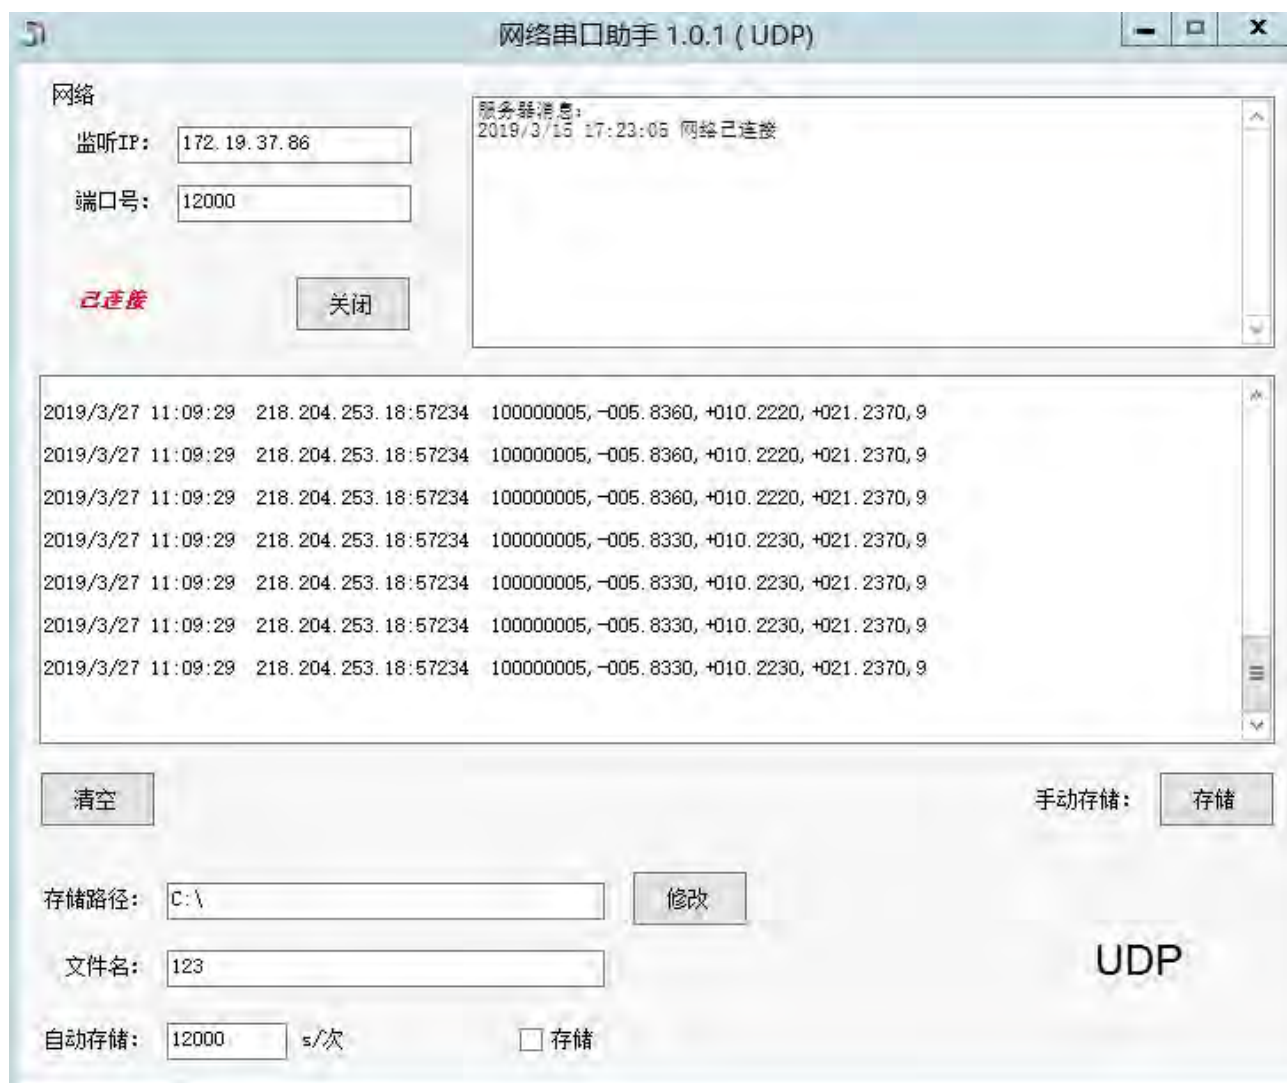 网络串口助手 1.0.1 ( UDP)
网络
监听IP: 172.19.37.86
端口号: 12000
已连接
关闭
服务器消息:
2019/3/15 17:23:05 网络已连接
2019/3/27 11:09:29 218.204.253.18:57234 100000005,-005.8360,+010.2220,+021.2370,9
2019/3/27 11:09:29 218.204.253.18:57234 100000005,-005.8360,+010.2220,+021.2370,9
2019/3/27 11:09:29 218.204.253.18:57234 100000005,-005.8360,+010.2220,+021.2370,9
2019/3/27 11:09:29 218.204.253.18:57234 100000005,-005.8330,+010.2230,+021.2370,9
2019/3/27 11:09:29 218.204.253.18:57234 100000005,-005.8330,+010.2230,+021.2370,9
2019/3/27 11:09:29 218.204.253.18:57234 100000005,-005.8330,+010.2230,+021.2370,9
2019/3/27 11:09:29 218.204.253.18:57234 100000005,-005.8330,+010.2230,+021.2370,9
清空
手动存储: 存储
存储路径: C:\ 修改
文件名: 123
UDP
自动存储: 12000 s/次 存储